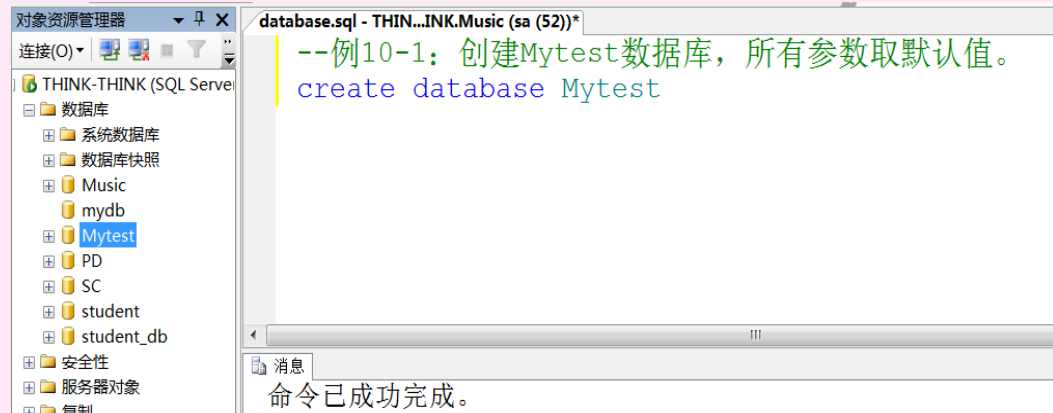 对象资源管理器
连接(O)
THINK-THINK (SQL Server
数据库
系统数据库
数据库快照
Music
mydb
Mytest
PD
SC
student
student_db
安全性
服务器对象
复制
database.sql - THIN...INK.Music (sa (52))*
--例10-1：创建Mytest数据库，所有参数取默认值。
create database Mytest
消息
命令已成功完成。